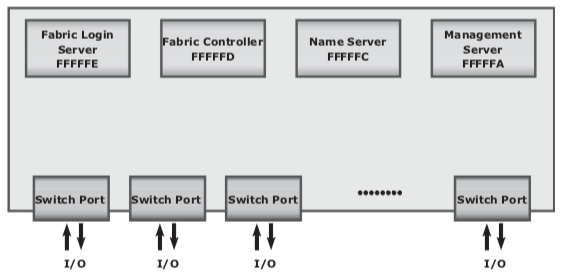 Fabric Login
Server
FFFFFE
Fabric Controller
FFFFFD
Name Server
FFFFFC
Management
Server
FFFFFA
Switch Port
Switch Port
Switch Port
Switch Port
I/O
I/O
I/O
I/O